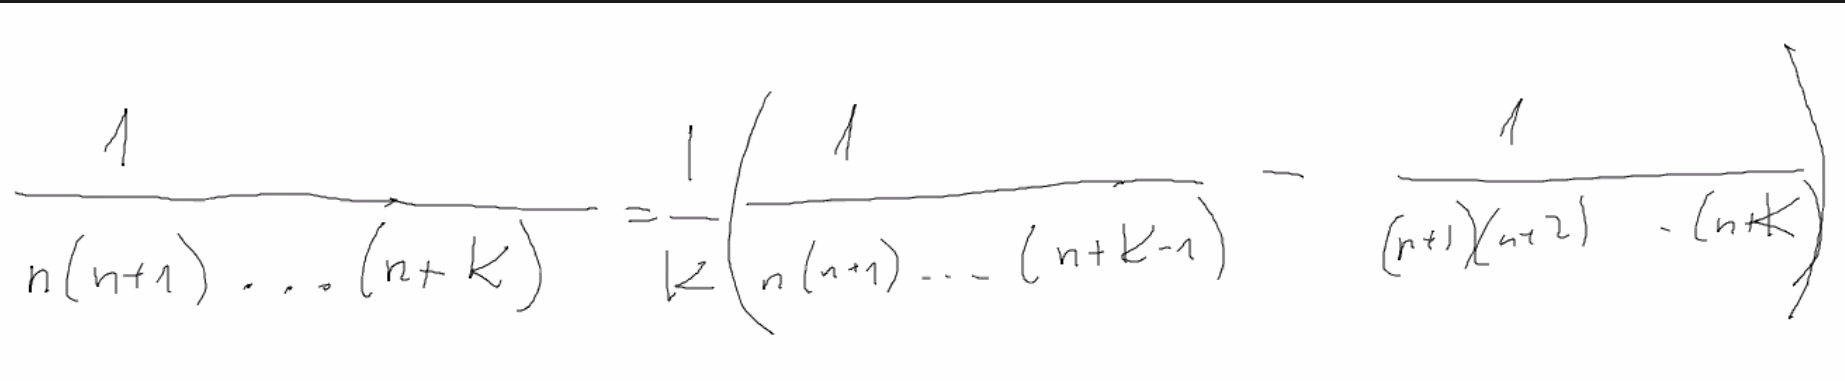 1/(n(n+1)....(n+K)) = 1/K (1/(n(n+1)...(n+K-1)) - 1/((n+1)(n+2) . (n+K)))